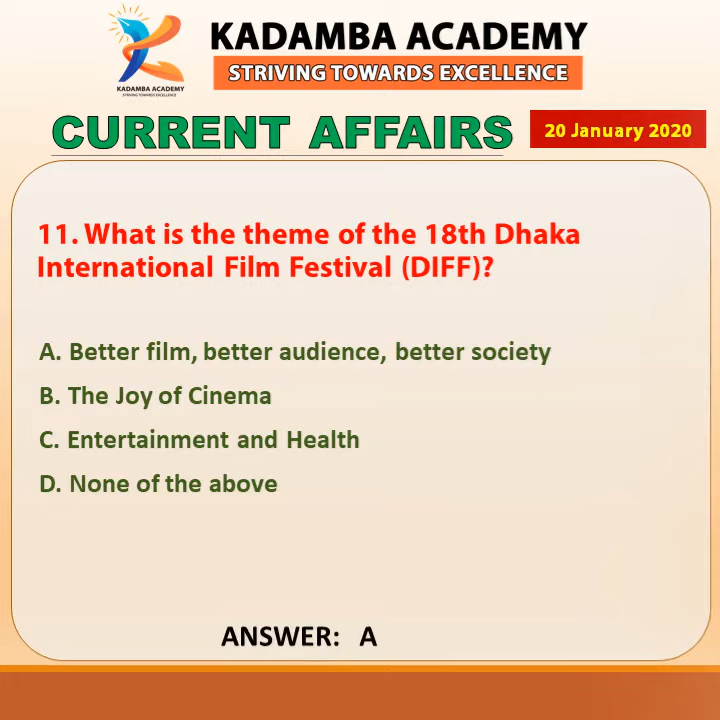 KADAMBA ACADEMY
STRIVING TOWARDS EXCELLENCE
KADAMBA ACADEMY
STRIVING TOWARDS EXCELLENCE
CURRENT AFFAIRS
20 January 2020
11. What is the theme of the 18th Dhaka
International Film Festival (DIFF)?
A. Better film, better audience, better society
B. The Joy of Cinema
C. Entertainment and Health
D. None of the above
ANSWER: A